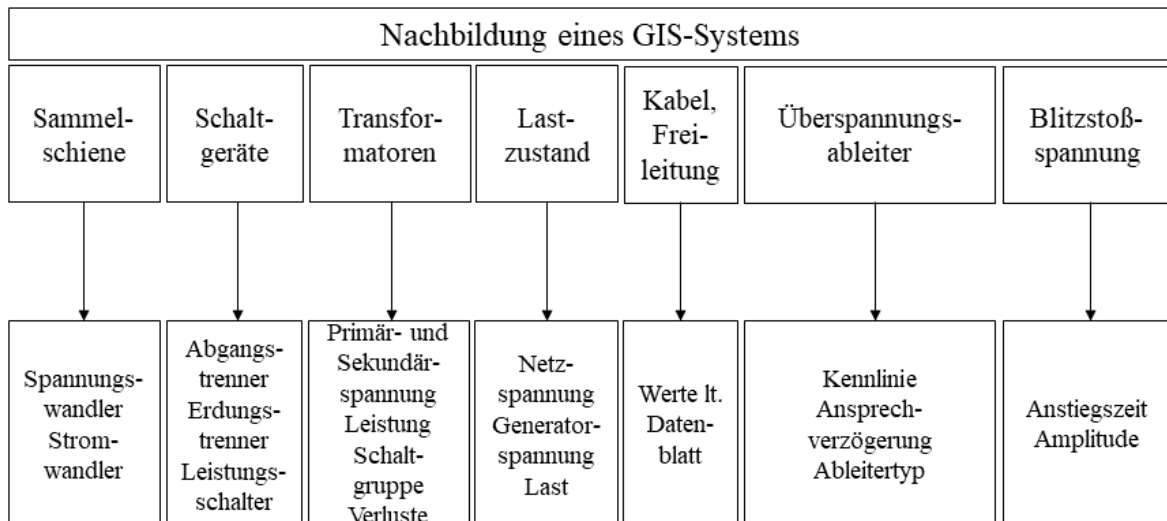 Nachbildung eines GIS-Systems
Sammel-
schiene
Schalt-
geräte
Transfor-
matoren
Last-
zustand
Kabel,
Frei-
leitung
Überspannungs-
ableiter
Blitzstoß-
spannung
Spannungs-
wandler
Strom-
wandler
Abgangs-
trenner
Erdungs-
trenner
Leistungs-
schalter
Primär- und
Sekundär-
spannung
Leistung
Schalt-
gruppe
Verluste
Netz-
spannung
Generator-
spannung
Last
Werte lt.
Daten-
blatt
Kennlinie
Ansprech-
verzögerung
Ableitertyp
Anstiegszeit
Amplitude